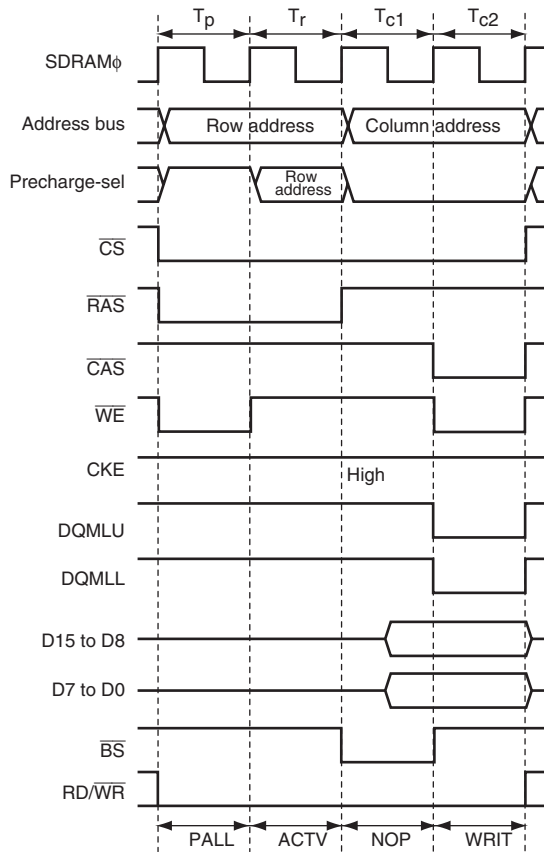 Tp Tr Tc1 Tc2
SDRAMϕ
Address bus Row address Column address
Precharge-sel Row address
CS
RAS
CAS
WE
CKE
High
DQMLU
DQMLL
D15 to D8
D7 to D0
BS
RD/WR
PALL ACTV NOP WRIT